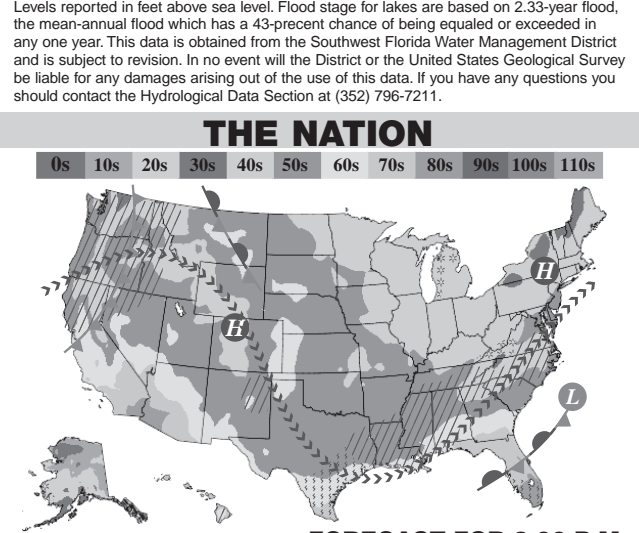 Levels reported in feet above sea level. Flood stage for lakes are based on 2.33-year flood,
the mean-annual flood which has a 43-precent chance of being equaled or exceeded in
any one year. This data is obtained from the Southwest Florida Water Management District
and is subject to revision. In no event will the District or the United States Geological Survey
be liable for any damages arising out of the use of this data. If you have any questions you
should contact the Hydrological Data Section at (352) 796-7211.
THE NATION
0s 10s 20s 30s 40s 50s 60s 70s 80s 90s 100s 110s
H
H
L